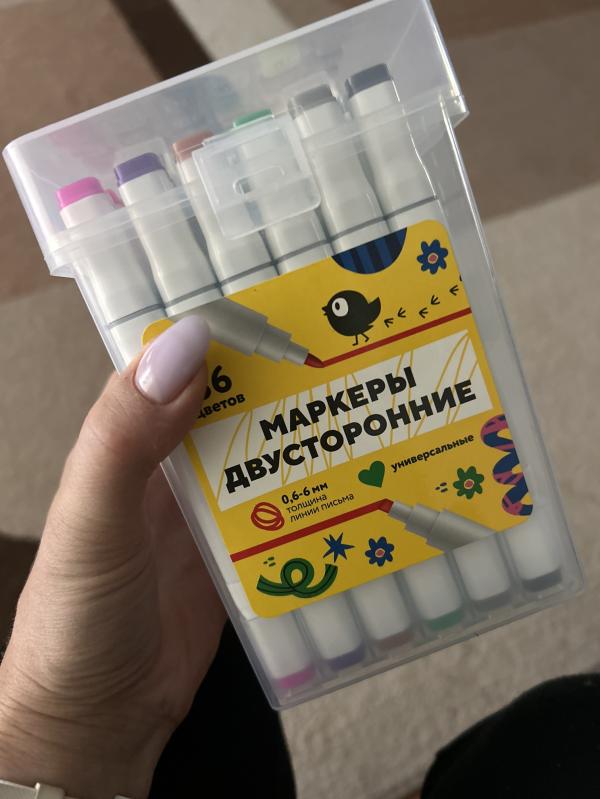 цветов
МАРКЕРЫ
ДВУСТОРОННИЕ
0,6-6 мм
толщина
линии письма
универсальные